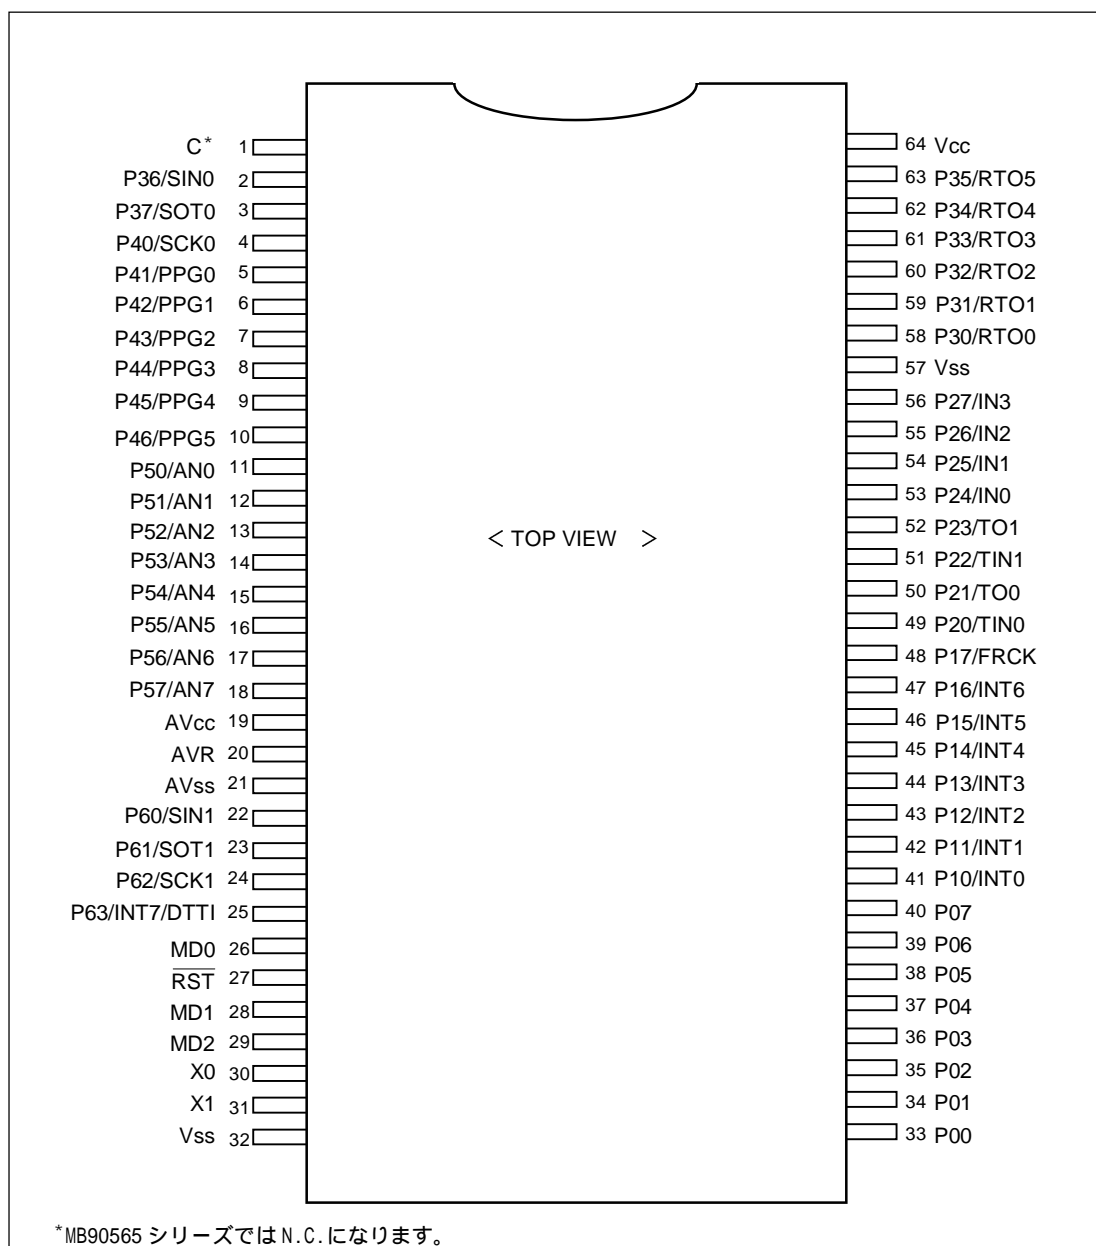 C* 1
P36/SIN0 2
P37/SOT0 3
P40/SCK0 4
P41/PPG0 5
P42/PPG1 6
P43/PPG2 7
P44/PPG3 8
P45/PPG4 9
P46/PPG5 10
P50/AN0 11
P51/AN1 12
P52/AN2 13
P53/AN3 14
P54/AN4 15
P55/AN5 16
P56/AN6 17
P57/AN7 18
AVcc 19
AVR 20
AVss 21
P60/SIN1 22
P61/SOT1 23
P62/SCK1 24
P63/INT7/DTTI 25
MD0 26
RST 27
MD1 28
MD2 29
X0 30
X1 31
Vss 32
< TOP VIEW >
64 Vcc
63 P35/RTO5
62 P34/RTO4
61 P33/RTO3
60 P32/RTO2
59 P31/RTO1
58 P30/RTO0
57 Vss
56 P27/IN3
55 P26/IN2
54 P25/IN1
53 P24/IN0
52 P23/TO1
51 P22/TIN1
50 P21/TO0
49 P20/TIN0
48 P17/FRCK
47 P16/INT6
46 P15/INT5
45 P14/INT4
44 P13/INT3
43 P12/INT2
42 P11/INT1
41 P10/INT0
40 P07
39 P06
38 P05
37 P04
36 P03
35 P02
34 P01
33 P00
*MB90565 シリーズではN.C.になります。